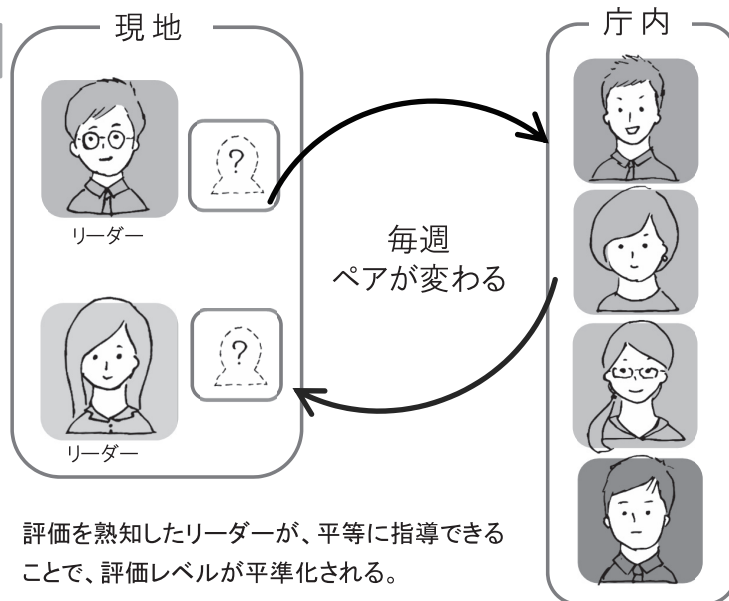 現地
庁内
?
リーダー
毎週
ペアが変わる
?
リーダー
評価を熟知したリーダーが、平等に指導できる
ことで、評価レベルが平準化される。